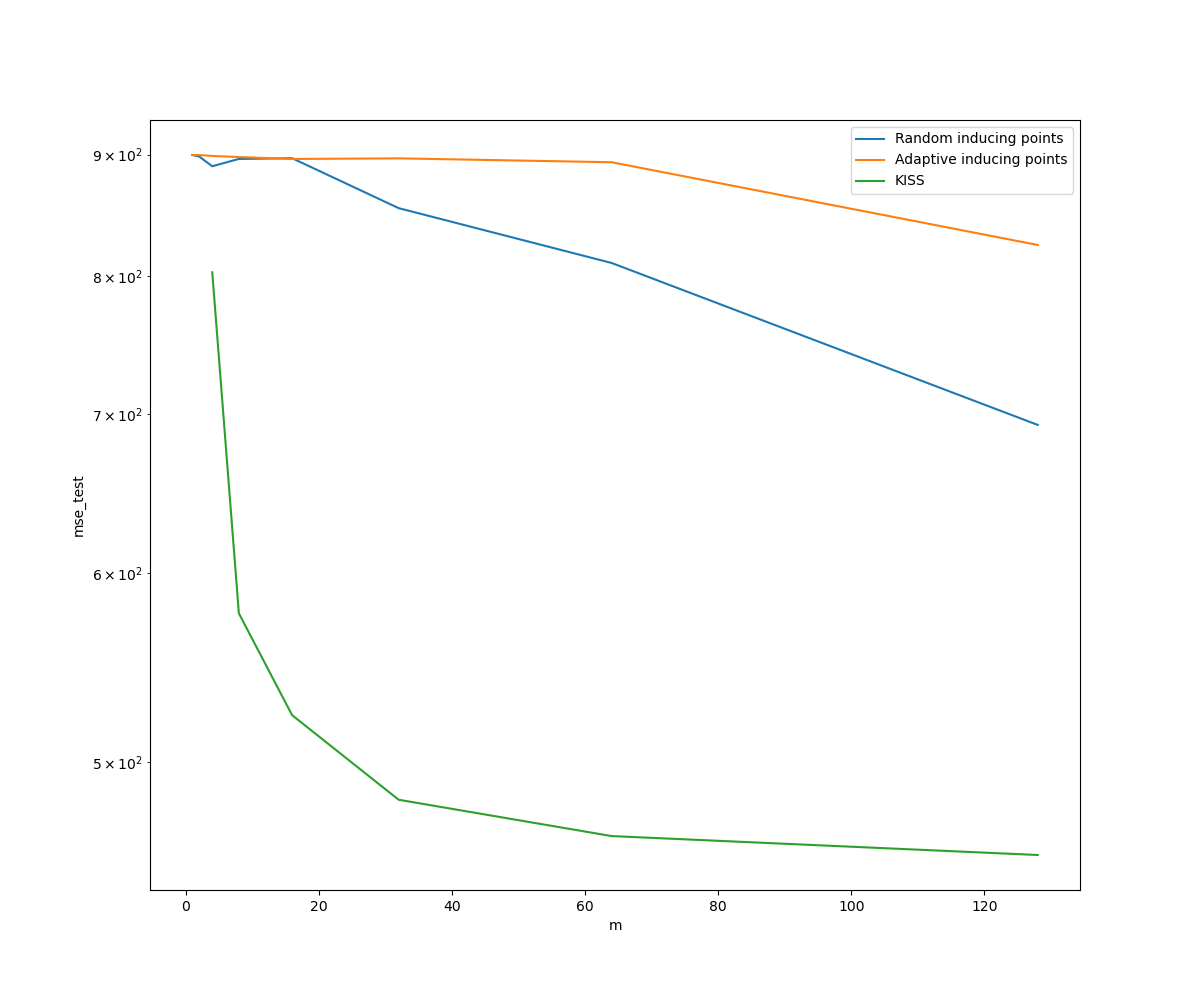 Random inducing points
Adaptive inducing points
KISS
9 × 10²
8 × 10²
7 × 10²
6 × 10²
5 × 10²
mse_test
0 20 40 60 80 100 120
m